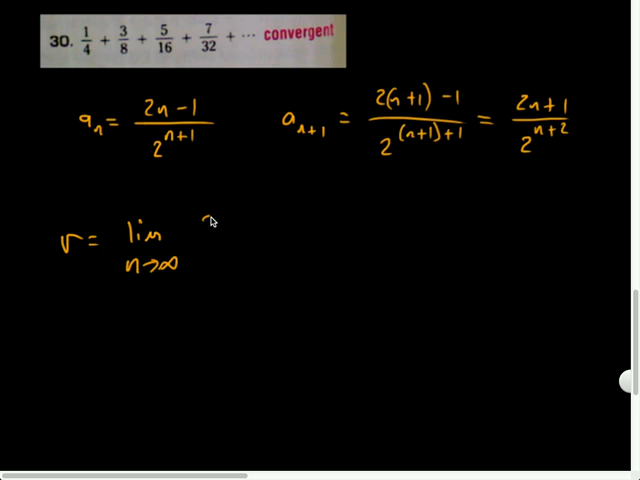 30. 1/4 + 3/8 + 5/16 + 7/32 + ··· convergent
a_n = (2n - 1)/(2^(n+1)) a_(n+1) = (2(n+1) - 1)/(2^((n+1)+1)) = (2n + 1)/(2^(n+2))
r = lim n→∞